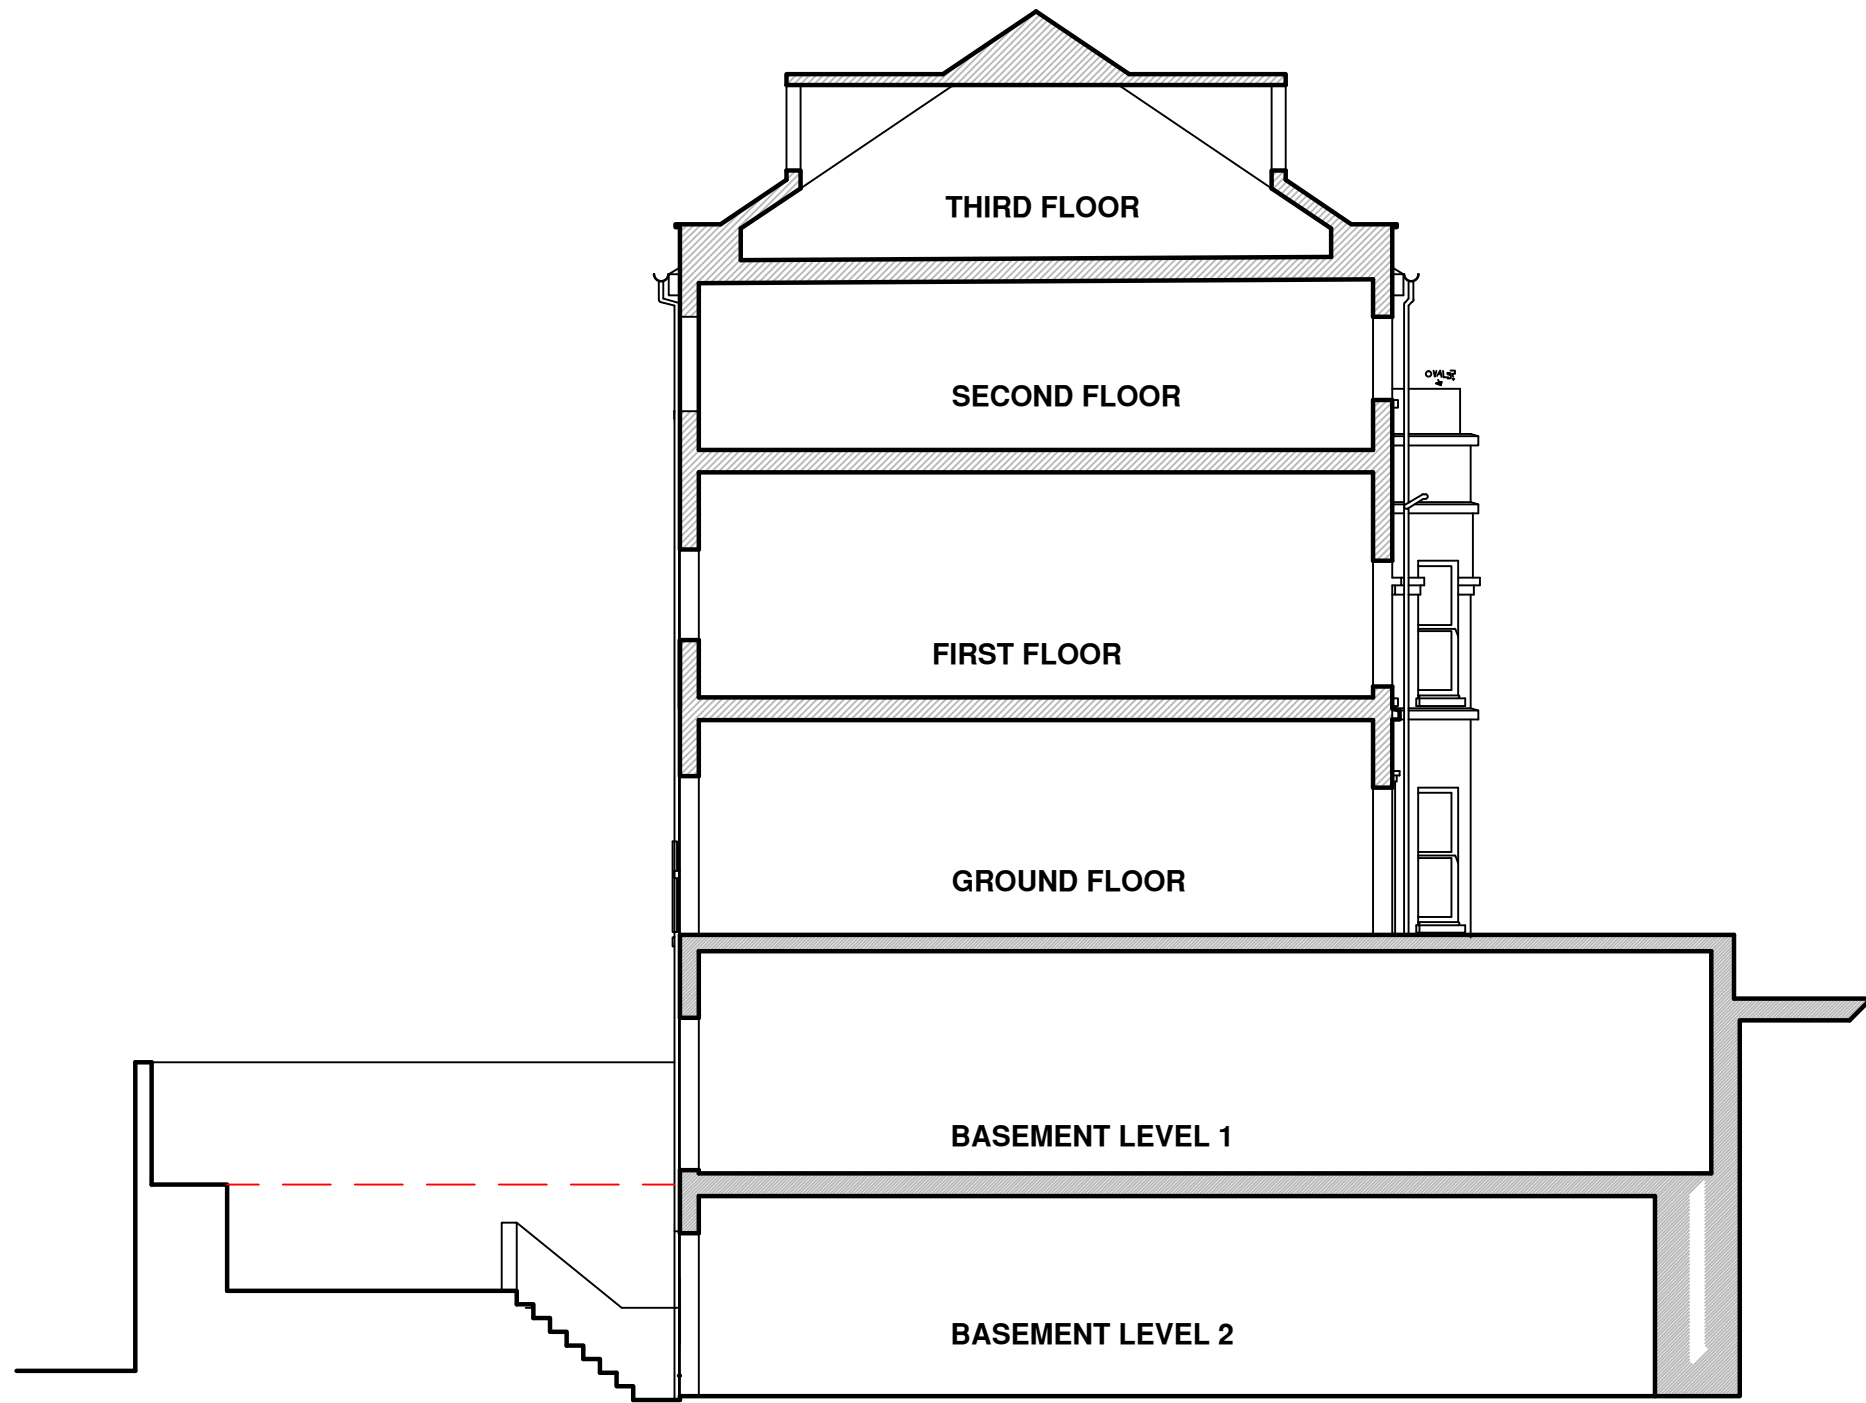 THIRD FLOOR
SECOND FLOOR
FIRST FLOOR
GROUND FLOOR
BASEMENT LEVEL 1
BASEMENT LEVEL 2